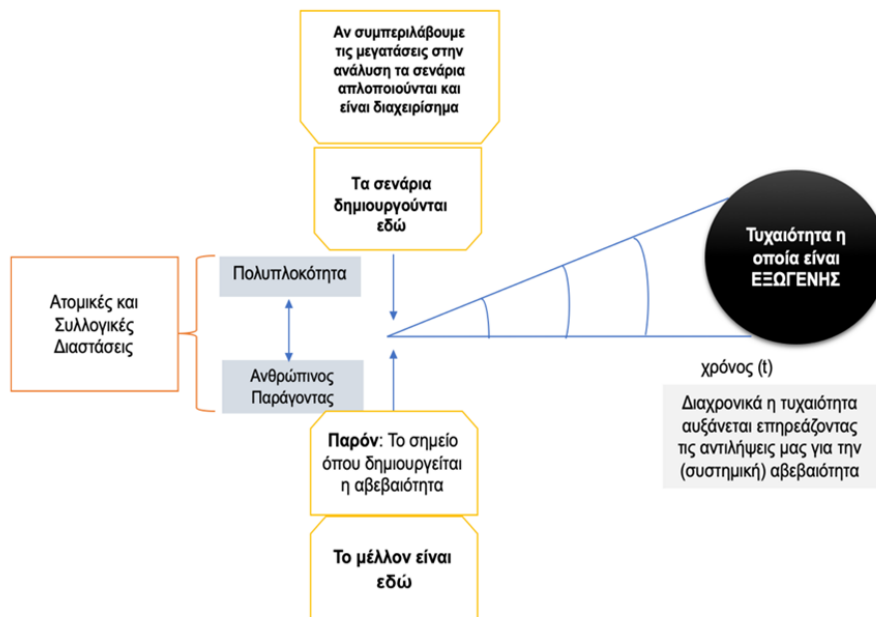 Αν συμπεριλάβουμε
τις μεγατάσεις στην
ανάλυση τα σενάρια
απλοποιούνται και
είναι διαχειρίσημα
Τα σενάρια
δημιουργούνται
εδώ
Πολυπλοκότητα
Ατομικές και
Συλλογικές
Διαστάσεις
Ανθρώπινος
Παράγοντας
Τυχαιότητα η
οποία είναι
ΕΞΩΓΕΝΗΣ
χρόνος (t)
Διαχρονικά η τυχαιότητα
αυξάνεται επηρεάζοντας
τις αντιλήψεις μας για την
(συστημική) αβεβαιότητα
Παρόν: Το σημείο
όπου δημιουργείται
η αβεβαιότητα
Το μέλλον είναι
εδώ